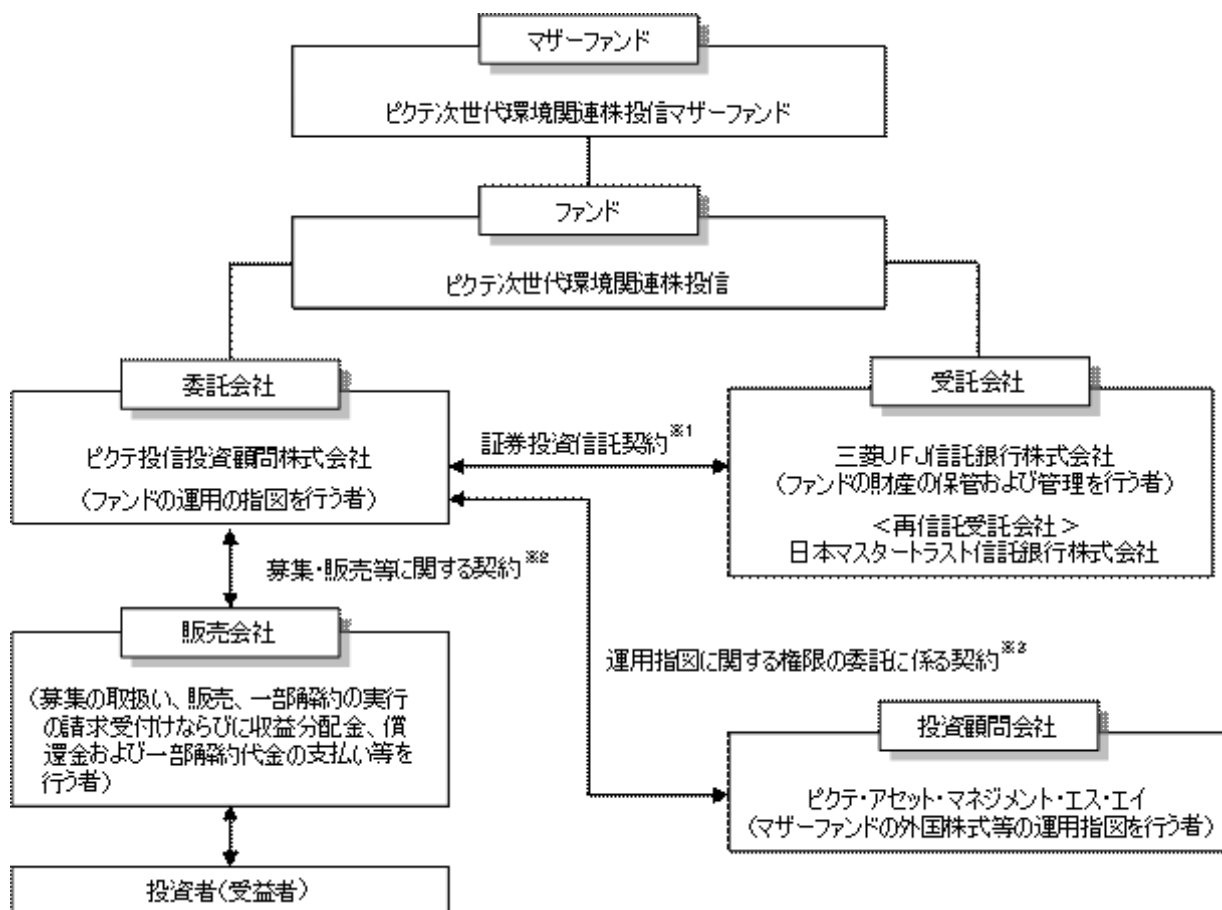 マザーファンド
ピクテ次世代環境関連株投信マザーファンド
ファンド
ピクテ次世代環境関連株投信
委託会社
ピクテ投信投資顧問株式会社
(ファンドの運用の指図を行う者)
証券投資信託契約※1
受託会社
三菱UFJ信託銀行株式会社
(ファンドの財産の保管および管理を行う者)
<再信託受託会社>
日本マスタートラスト信託銀行株式会社
募集・販売等に関する契約※2
販売会社
(募集の取扱い、販売、一部解約の実行
の請求受付けならびに収益分配金、償
還金および一部解約代金の支払い等を
行う者)
運用指図に関する権限の委託に係る契約※3
投資顧問会社
ピクテ・アセット・マネジメント・エス・エイ
(マザーファンドの外国株式等の運用指図を行う者)
投資者(受益者)